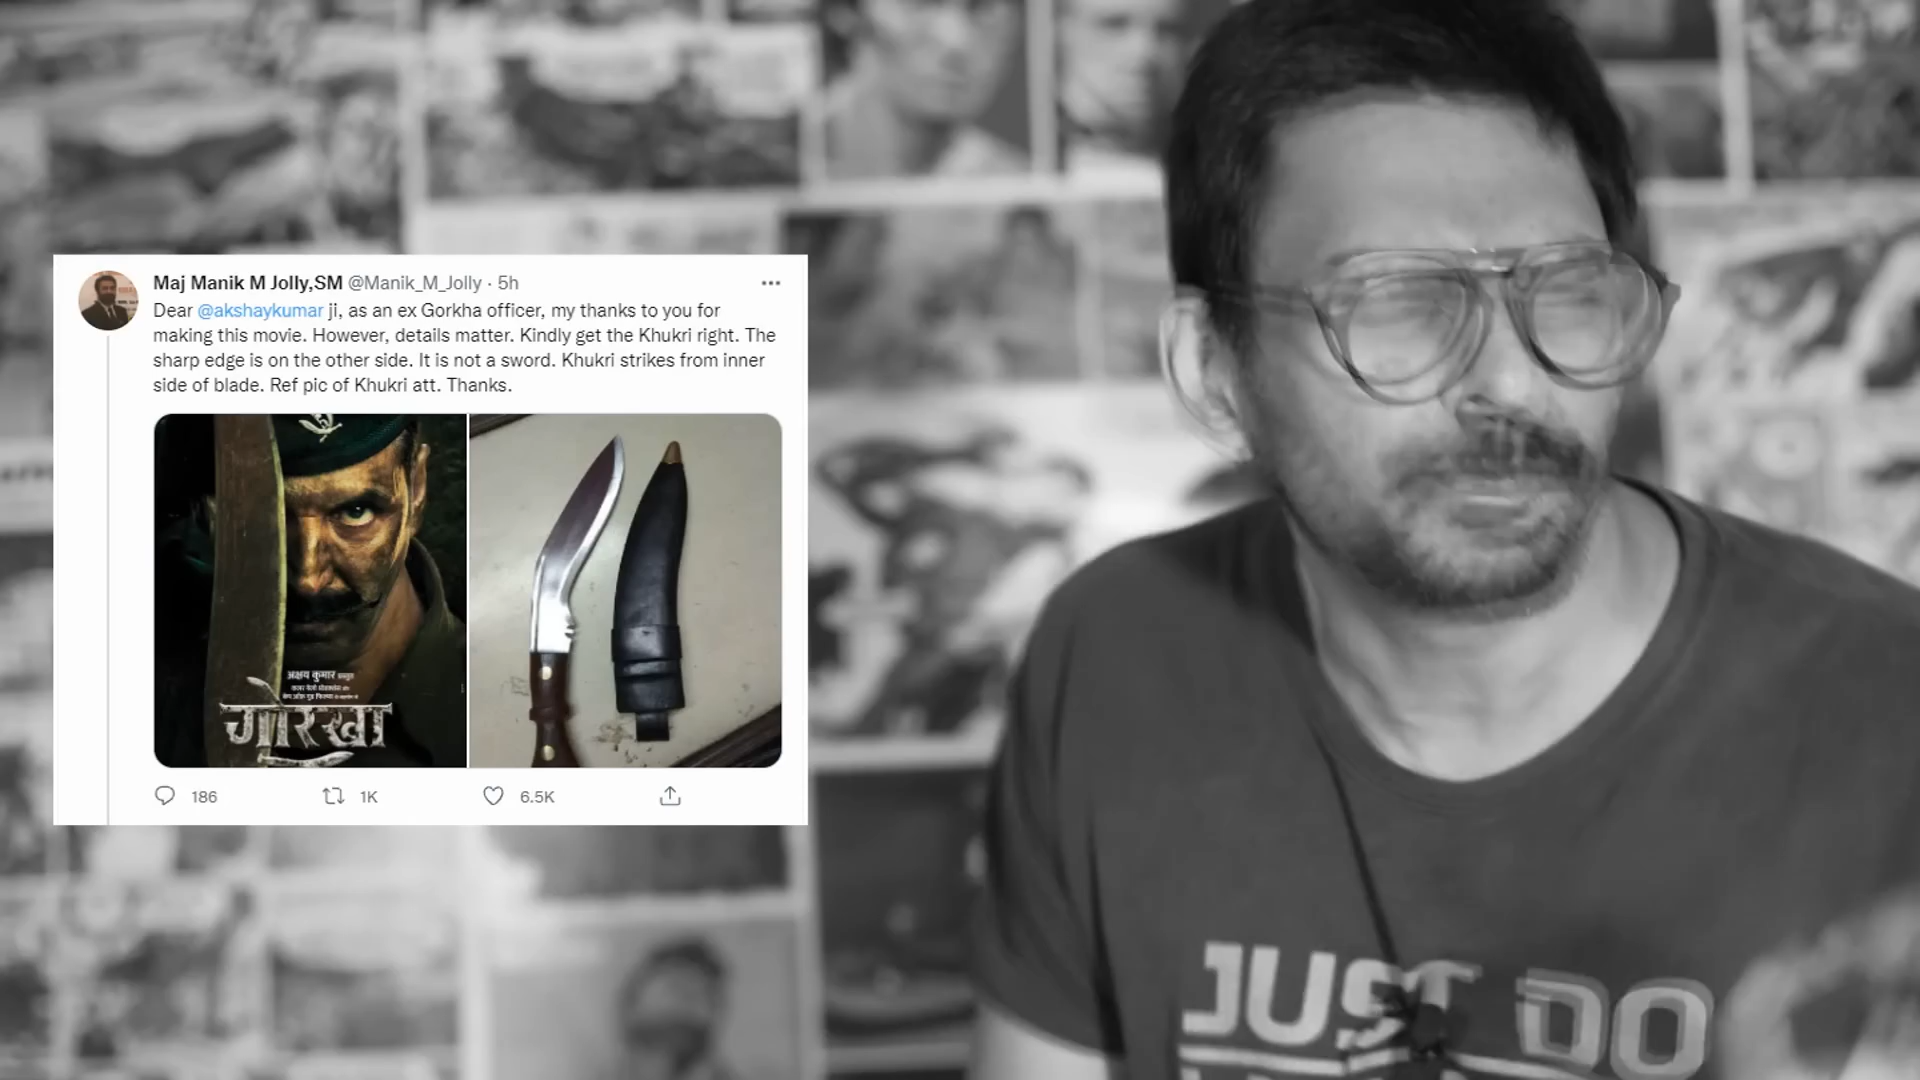 Maj Manik M Jolly,SM @Manik_M_Jolly · 5h
Dear @akshaykumar ji, as an ex Gorkha officer, my thanks to you for
making this movie. However, details matter. Kindly get the Khukri right. The
sharp edge is on the other side. It is not a sword. Khukri strikes from inner
side of blade. Ref pic of Khukri att. Thanks.
अक्षय कुमार
गोरखा
186 1K 6.5K
JUST DO